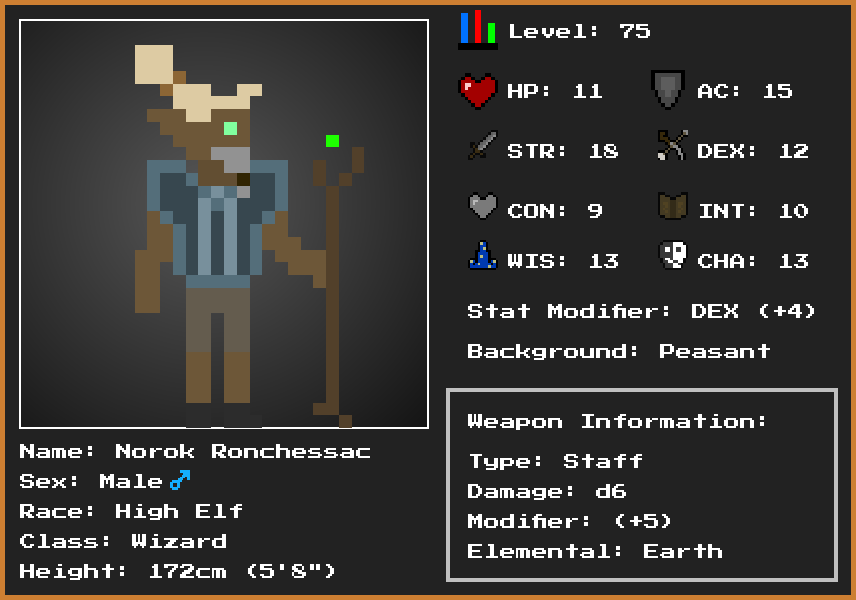 Level: 75
HP: 11
AC: 15
STR: 18
DEX: 12
CON: 9
INT: 10
WIS: 13
CHA: 13
Stat Modifier: DEX (+4)
Background: Peasant
Weapon Information:
Type: Staff
Damage: d6
Modifier: (+5)
Elemental: Earth
Name: Norok Ronchessac
Sex: Male ♂
Race: High Elf
Class: Wizard
Height: 172cm (5'8")